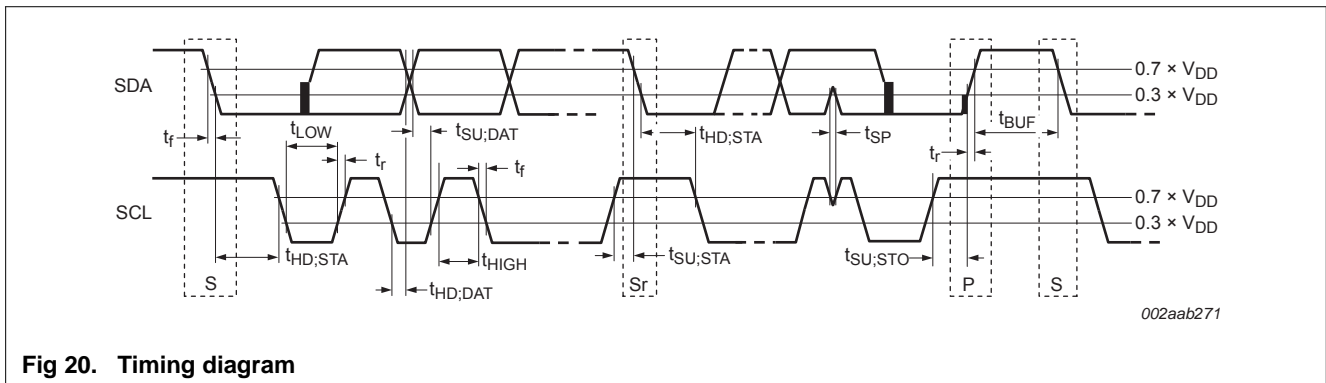 SDA
0.7 × VDD
0.3 × VDD
tf
tLOW
tr
tSU;DAT
tf
tHD;STA
tSP
tr
tBUF
SCL
0.7 × VDD
0.3 × VDD
tHD;STA
tHD;DAT
tHIGH
tSU;STA
tSU;STO
S
Sr
P
S
002aab271
Fig 20. Timing diagram